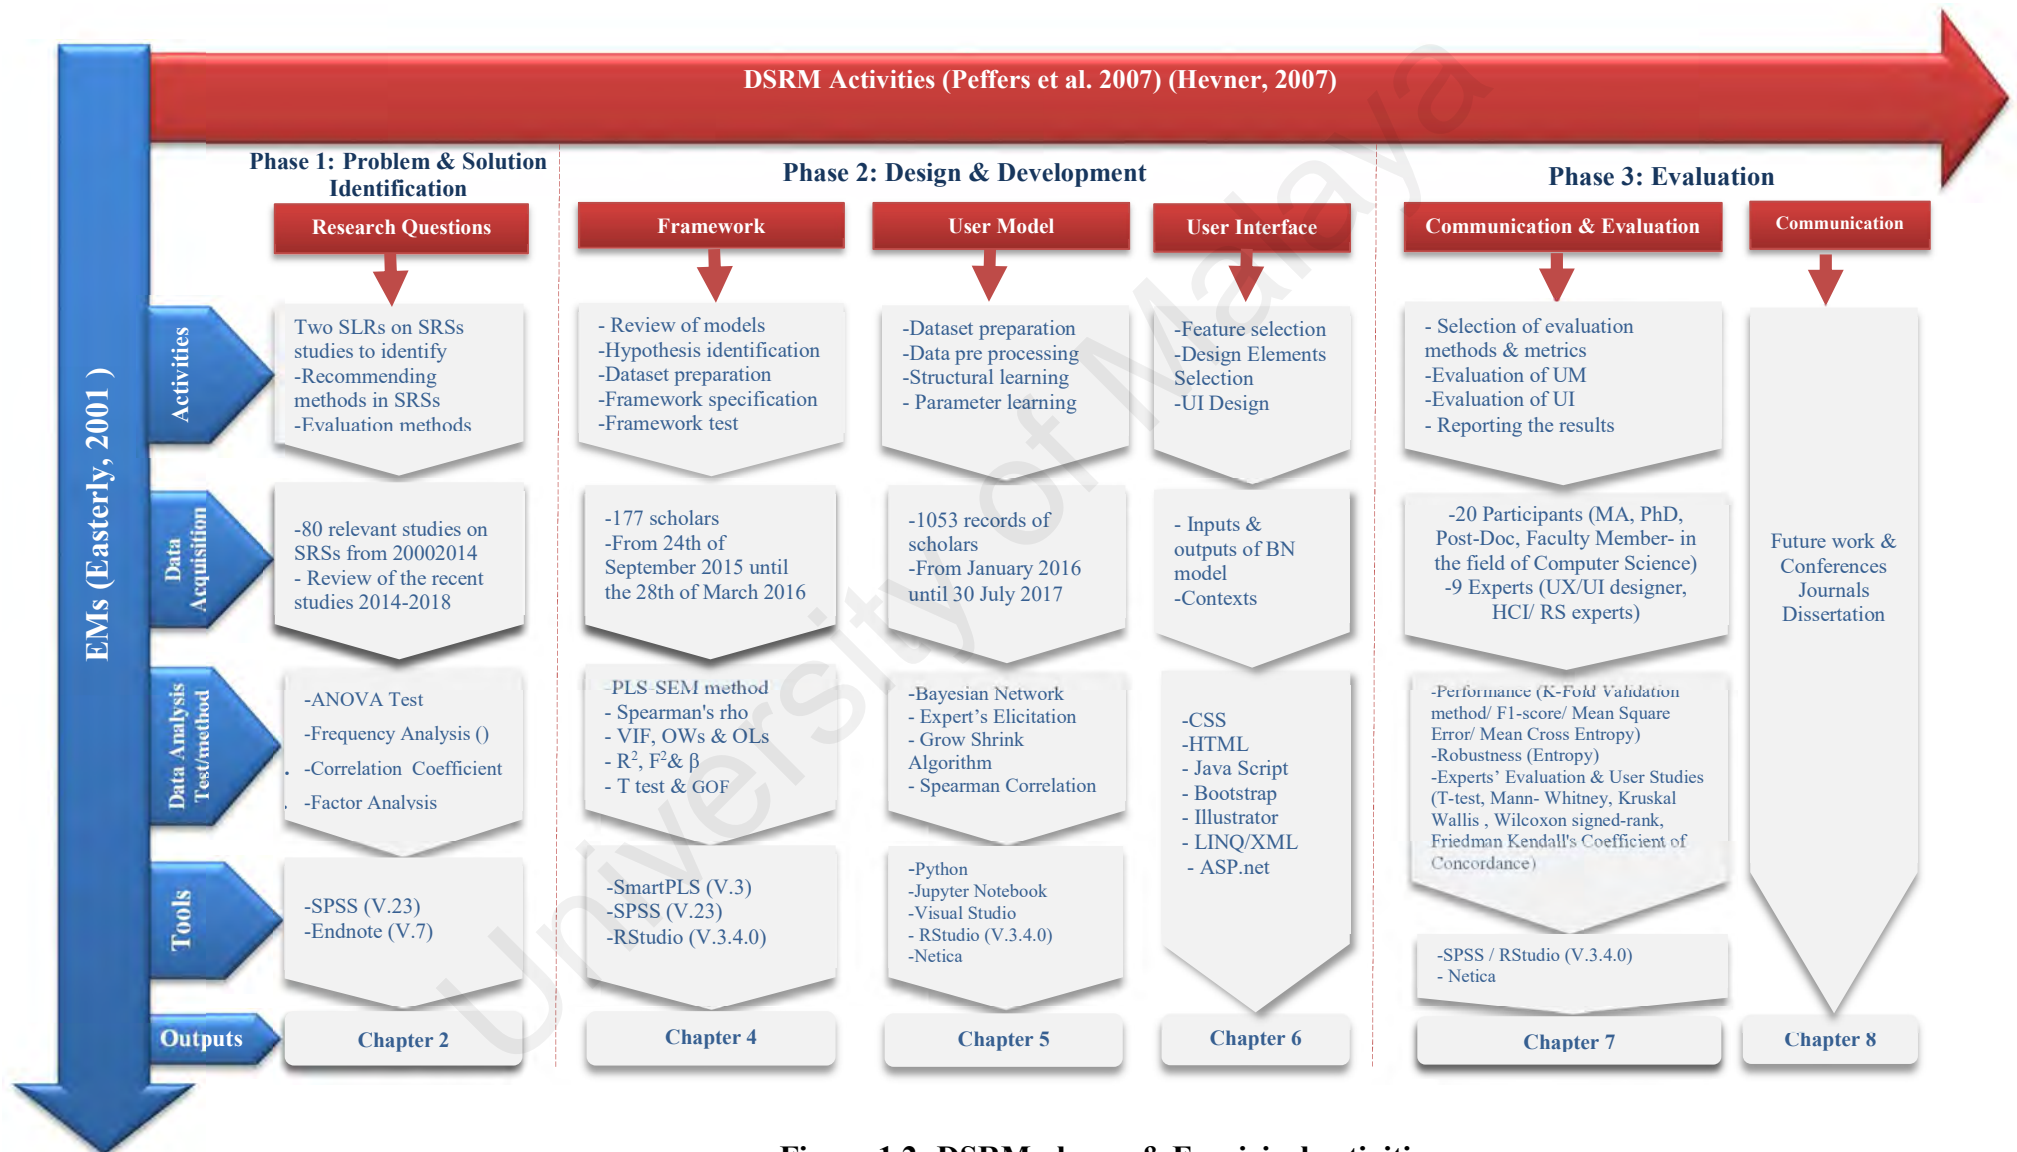 DSRM Activities (Peffers et al. 2007) (Hevner, 2007)
EMs (Easterly, 2001 )
Phase 1: Problem & Solution
Identification
Phase 2: Design & Development
Phase 3: Evaluation
Research Questions
Framework
User Model
User Interface
Communication & Evaluation
Communication
Activities
Two SLRs on SRSs
studies to identify
-Recommending
methods in SRSs
-Evaluation methods
- Review of models
-Hypothesis identification
-Dataset preparation
-Framework specification
-Framework test
-Dataset preparation
-Data pre processing
-Structural learning
- Parameter learning
-Feature selection
-Design Elements
Selection
-UI Design
- Selection of evaluation
methods & metrics
-Evaluation of UM
-Evaluation of UI
- Reporting the results
Data
Acquisition
-80 relevant studies on
SRSs from 20002014
- Review of the recent
studies 2014-2018
-177 scholars
-From 24th of
September 2015 until
the 28th of March 2016
-1053 records of
scholars
-From January 2016
until 30 July 2017
- Inputs &
outputs of BN
model
-Contexts
-20 Participants (MA, PhD,
Post-Doc, Faculty Member- in
the field of Computer Science)
-9 Experts (UX/UI designer,
HCI/ RS experts)
Future work &
Conferences
Journals
Dissertation
Data Analysis
Test/method
-ANOVA Test
-Frequency Analysis ()
. -Correlation Coefficient
. -Factor Analysis
-PLS-SEM method
- Spearman's rho
- VIF, OWs & OLs
- R², F²& β
- T test & GOF
-Bayesian Network
- Expert’s Elicitation
- Grow Shrink
Algorithm
- Spearman Correlation
-CSS
-HTML
- Java Script
- Bootstrap
- Illustrator
- LINQ/XML
- ASP.net
-Performance (K-Fold Validation
method/ F1-score/ Mean Square
Error/ Mean Cross Entropy)
-Robustness (Entropy)
-Experts’ Evaluation & User Studies
(T-test, Mann- Whitney, Kruskal
Wallis , Wilcoxon signed-rank,
Friedman Kendall's Coefficient of
Concordance)
Tools
-SPSS (V.23)
-Endnote (V.7)
-SmartPLS (V.3)
-SPSS (V.23)
-RStudio (V.3.4.0)
-Python
-Jupyter Notebook
-Visual Studio
- RStudio (V.3.4.0)
-Netica
-SPSS / RStudio (V.3.4.0)
- Netica
Outputs
Chapter 2
Chapter 4
Chapter 5
Chapter 6
Chapter 7
Chapter 8
University of Malaya